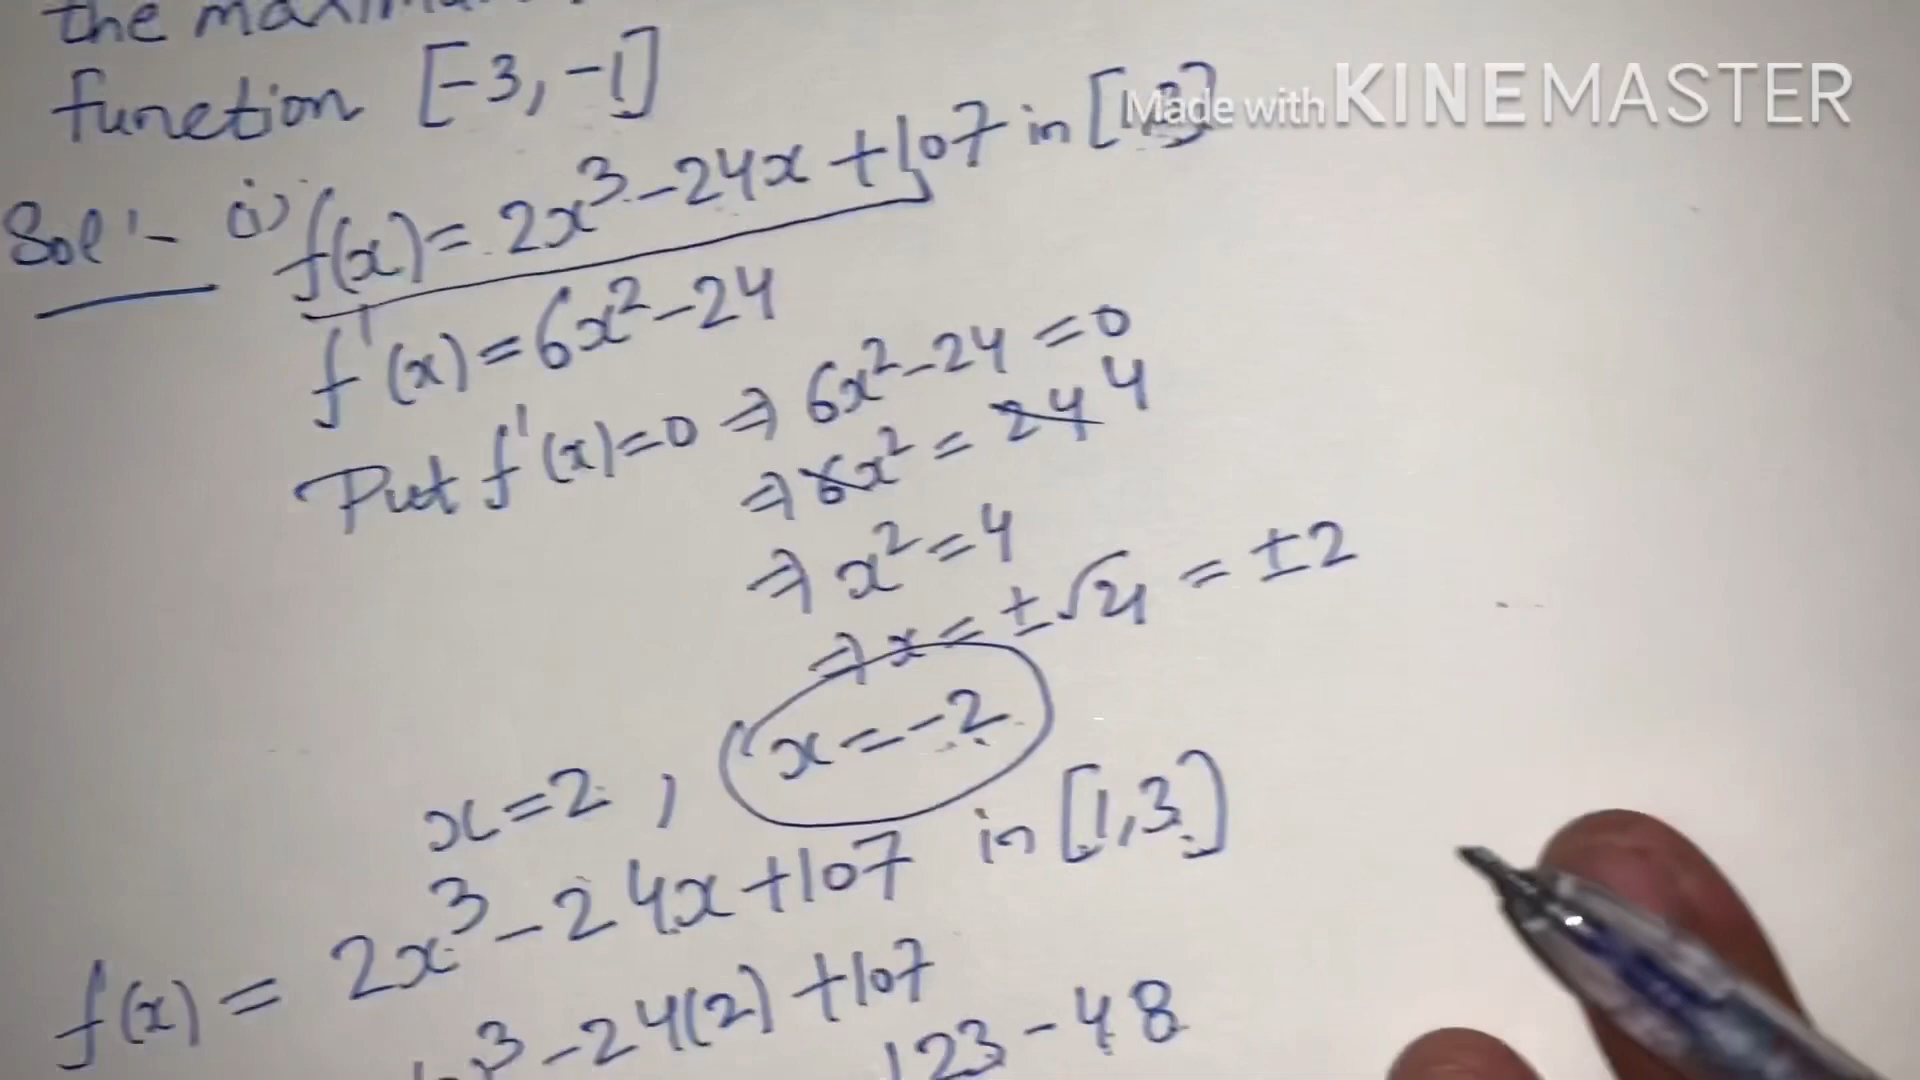 the maximum
function [-3, -1]
Made with KINEMASTER
Sol :- (i) f(x) = 2x³ - 24x + 107 in [1,3]
f'(x) = 6x² - 24
Put f'(x) = 0 ⇒ 6x² - 24 = 0
⇒ 6x² = 24 4
⇒ x² = 4
⇒ x = ± √4 = ± 2
x = 2 , x = -2
f(x) = 2x³ - 24x + 107 in [1,3]
³ - 24(2) + 107
123 - 48